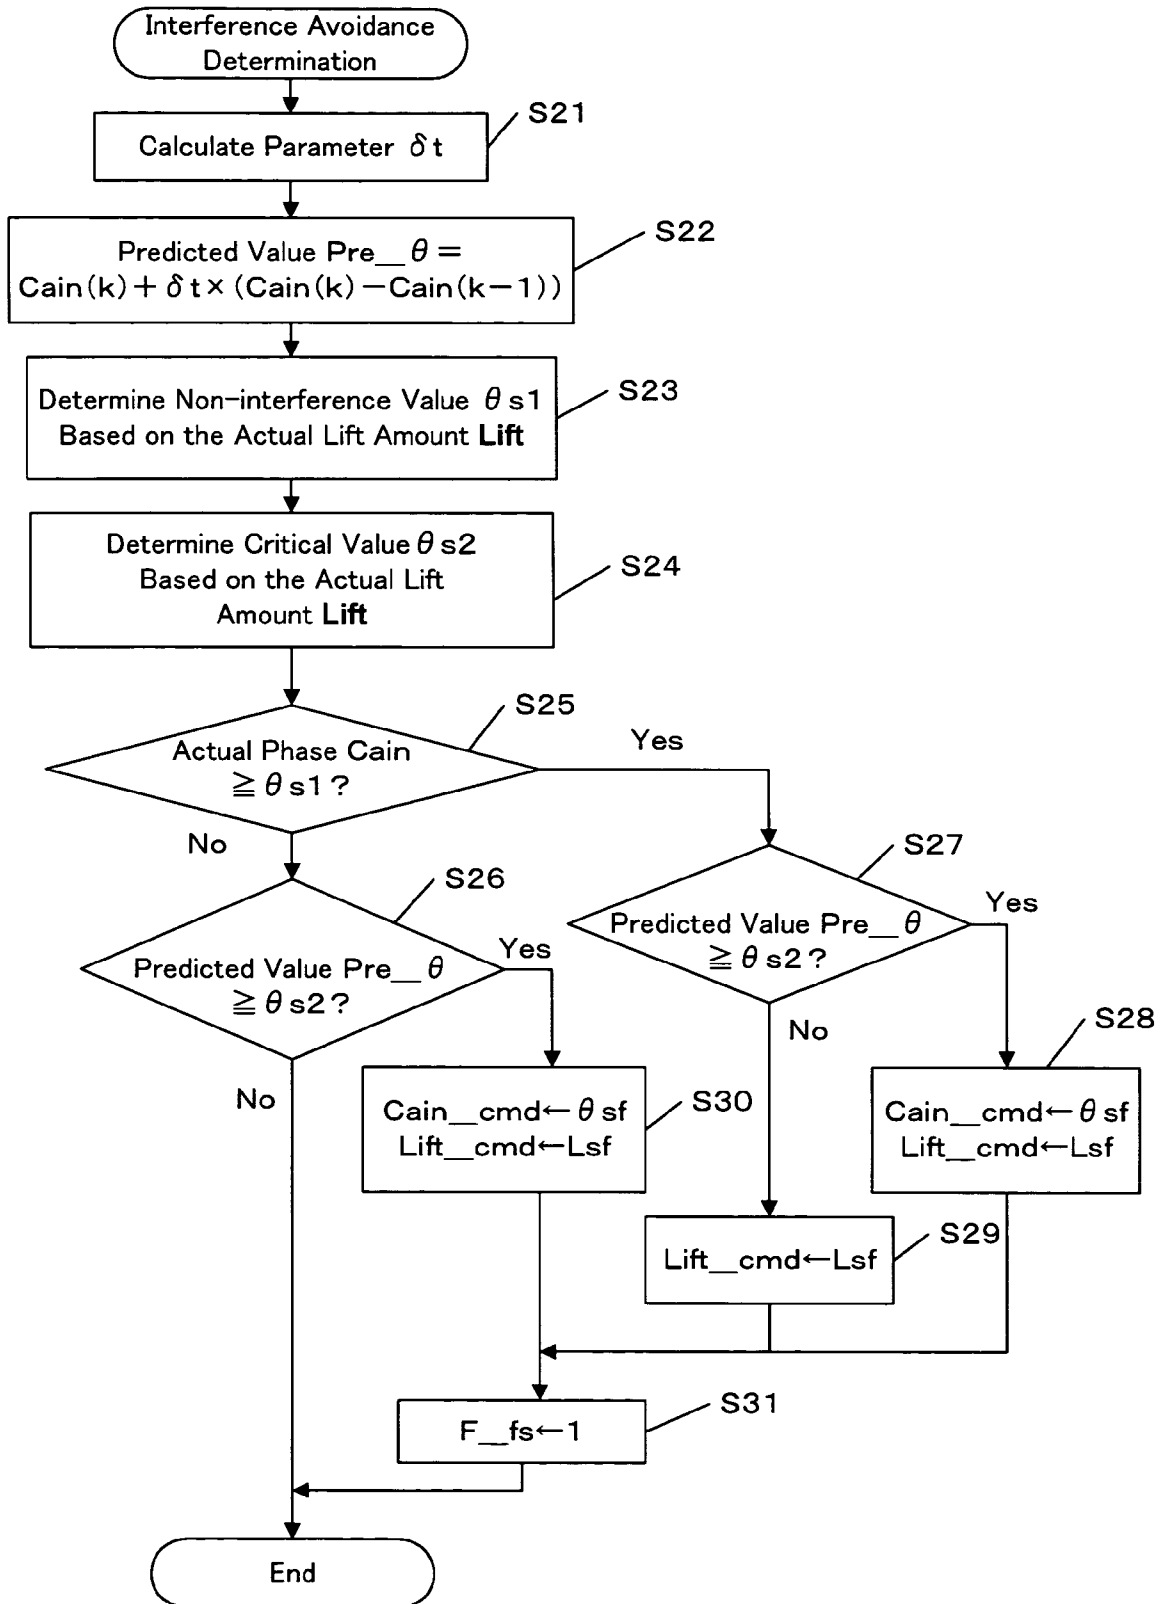 Interference Avoidance
Determination
S21
Calculate Parameter δt
S22
Predicted Value Pre__θ =
Cain(k)+δt×(Cain(k)−Cain(k−1))
S23
Determine Non-interference Value θs1
Based on the Actual Lift Amount Lift
S24
Determine Critical Value θs2
Based on the Actual Lift
Amount Lift
S25
Actual Phase Cain
≧θs1?
Yes
No
S27
S26
Predicted Value Pre__θ
≧θs2?
Yes
Predicted Value Pre__θ
≧θs2?
Yes
No
S28
No
Cain__cmd←θsf
Lift__cmd←Lsf
S30
Cain__cmd←θsf
Lift__cmd←Lsf
S29
Lift__cmd←Lsf
S31
F__fs←1
End